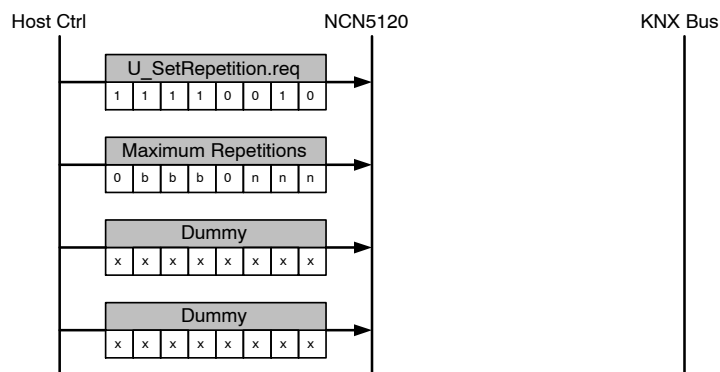 Host Ctrl NCN5120 KNX Bus
U_SetRepetition.req
1 1 1 1 0 0 1 0
Maximum Repetitions
0 b b b 0 n n n
Dummy
x x x x x x x x
Dummy
x x x x x x x x